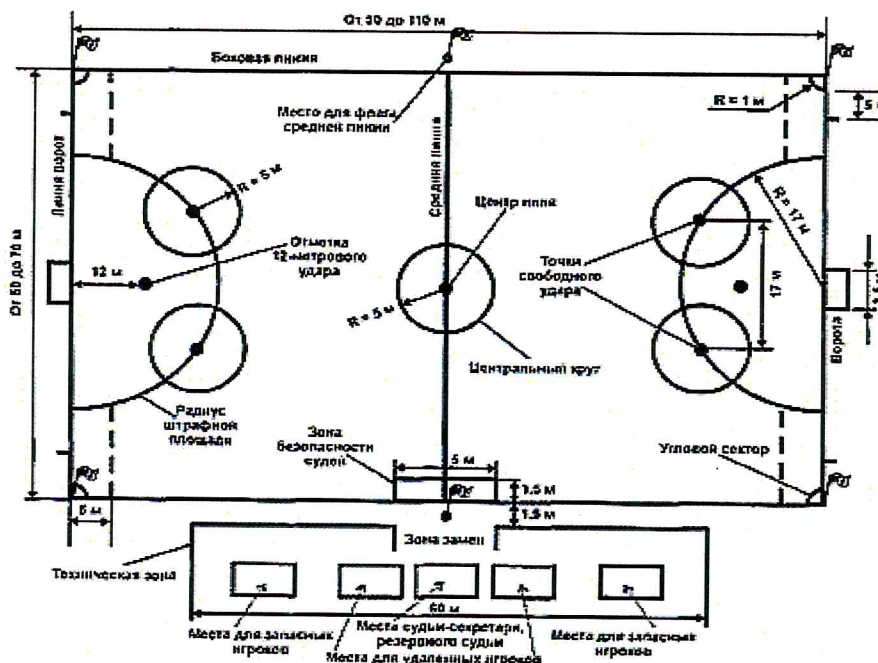 От 90 до 110 м
Боковая линия
Место для флага
средней линии
R = 1 м
5 м
Линия ворот
R = 5 м
Средняя линия
Центр поля
R = 17 м
Отметка
12-метрового
удара
12 м
Точки
свободного
удара
17 м
От 50 до 70 м
R = 5 м
Ворота
Центральный круг
Радиус
штрафной
площади
Зона
безопасности
судей
5 м
Угловой сектор
1.5 м
1.5 м
5 м
Зона замен
Техническая зона
60 м
Места для запасных
игроков
Места судьи-секретаря,
резервного судьи
Места для удаленных игроков
Места для запасных
игроков